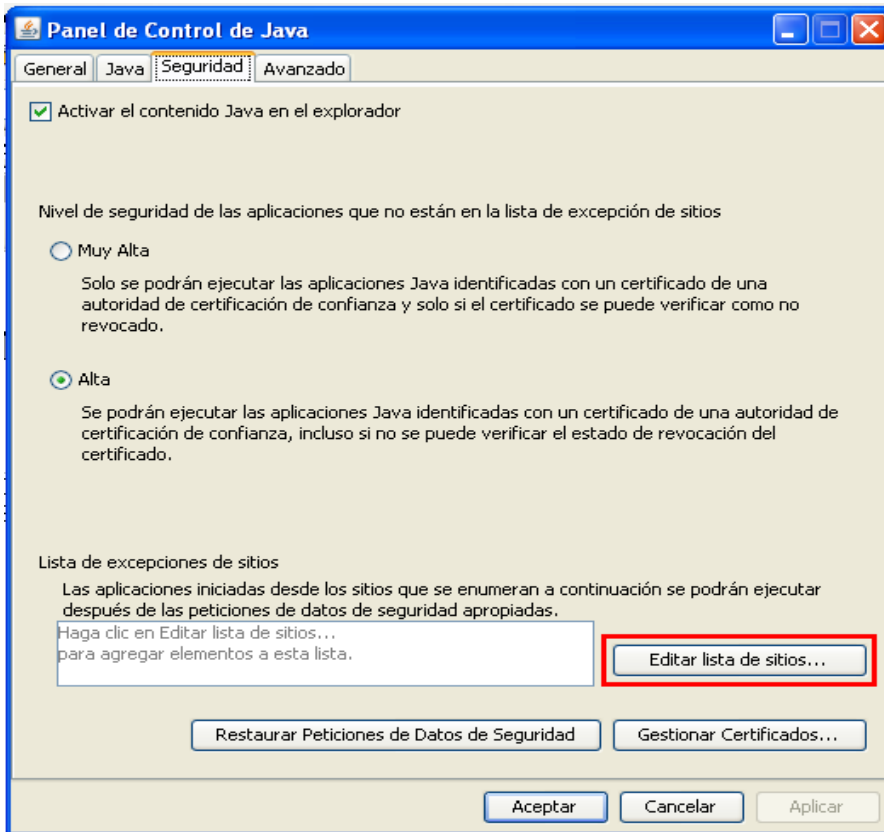 Panel de Control de Java
General Java Seguridad Avanzado
Activar el contenido Java en el explorador
Nivel de seguridad de las aplicaciones que no están en la lista de excepción de sitios
Muy Alta
Solo se podrán ejecutar las aplicaciones Java identificadas con un certificado de una
autoridad de certificación de confianza y solo si el certificado se puede verificar como no
revocado.
Alta
Se podrán ejecutar las aplicaciones Java identificadas con un certificado de una autoridad de
certificación de confianza, incluso si no se puede verificar el estado de revocación del
certificado.
Lista de excepciones de sitios
Las aplicaciones iniciadas desde los sitios que se enumeran a continuación se podrán ejecutar
después de las peticiones de datos de seguridad apropiadas.
Haga clic en Editar lista de sitios...
para agregar elementos a esta lista.
Editar lista de sitios...
Restaurar Peticiones de Datos de Seguridad Gestionar Certificados...
Aceptar Cancelar Aplicar